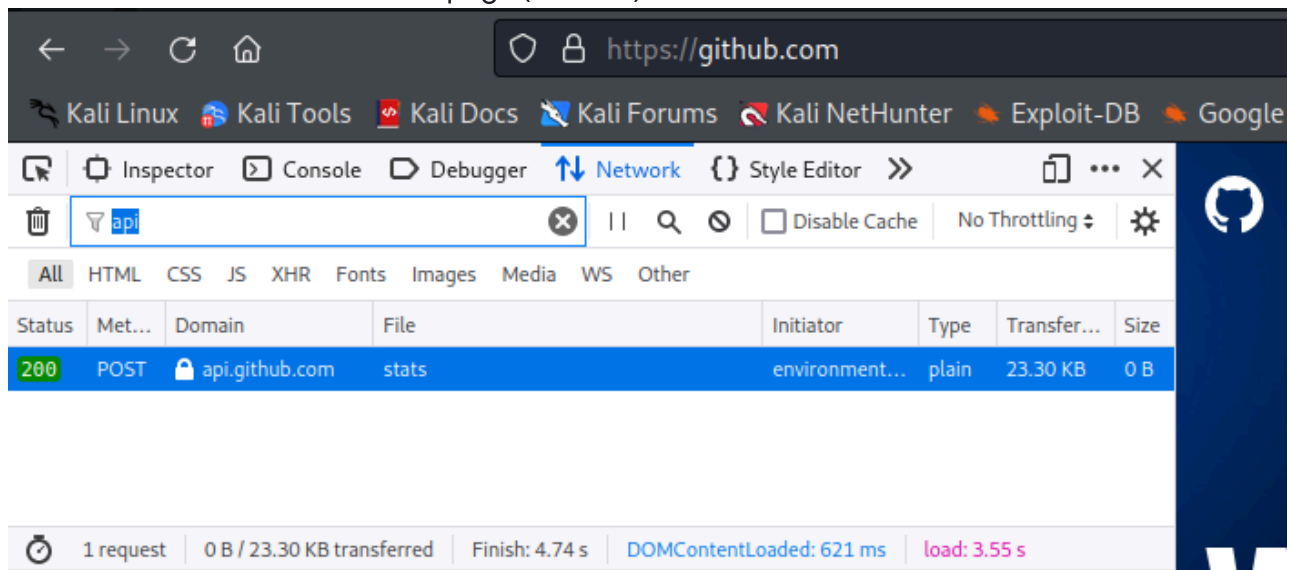 https://github.com
Kali Linux Kali Tools Kali Docs Kali Forums Kali NetHunter Exploit-DB Google
Inspector Console Debugger Network {} Style Editor
api Disable Cache No Throttling
All HTML CSS JS XHR Fonts Images Media WS Other
Status Met... Domain File Initiator Type Transfer... Size
200 POST api.github.com stats environment... plain 23.30 KB 0 B
1 request 0 B / 23.30 KB transferred Finish: 4.74 s DOMContentLoaded: 621 ms load: 3.55 s